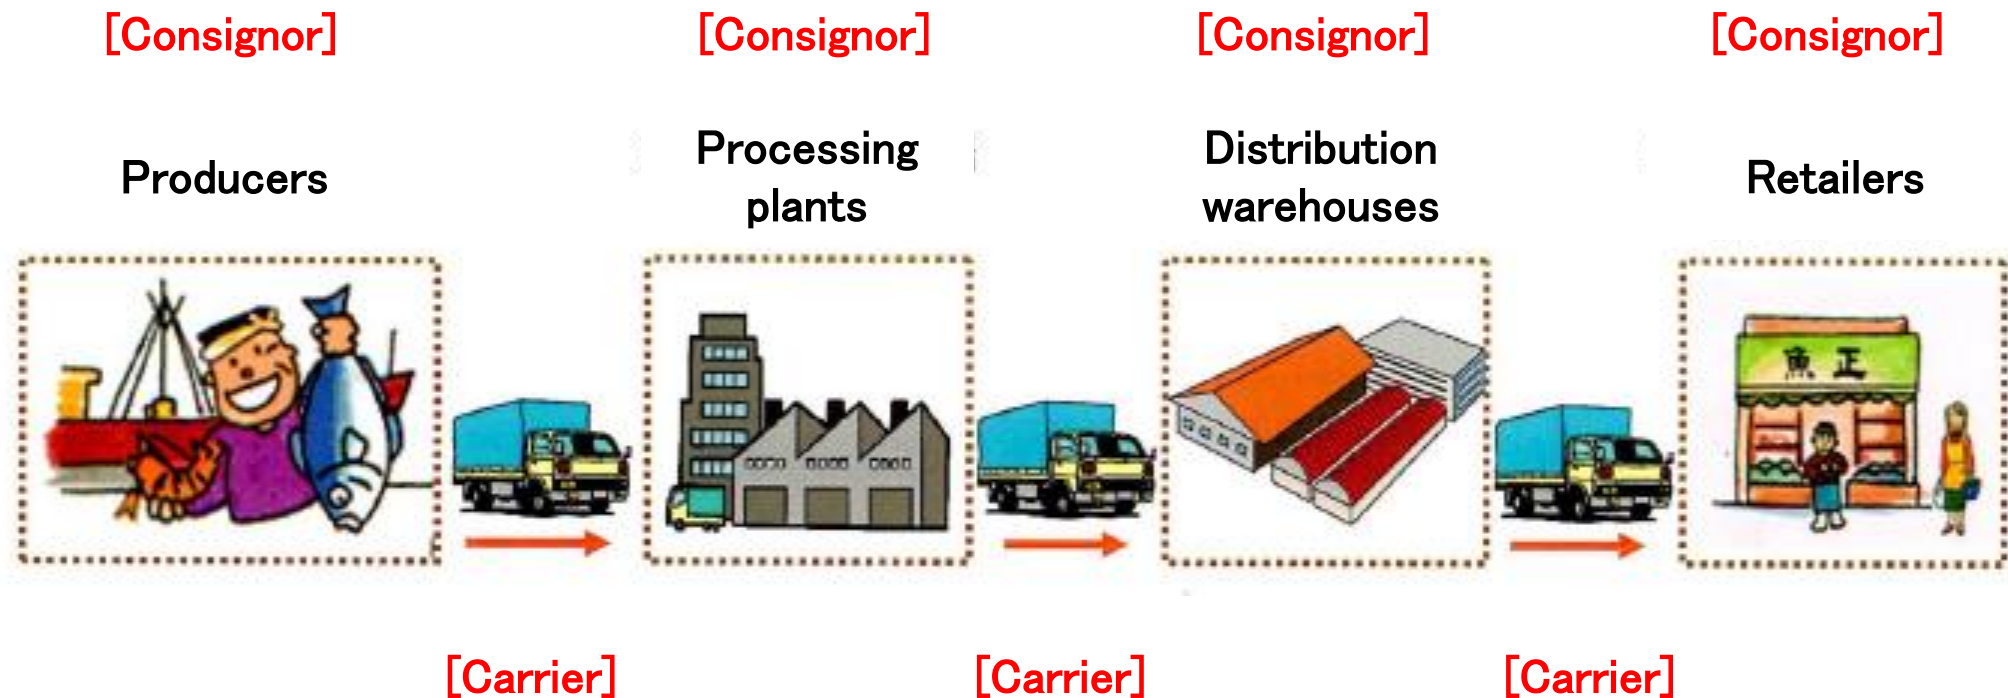 [Consignor]
[Consignor]
[Consignor]
[Consignor]
Producers
Processing
plants
Distribution
warehouses
Retailers
魚正
[Carrier]
[Carrier]
[Carrier]